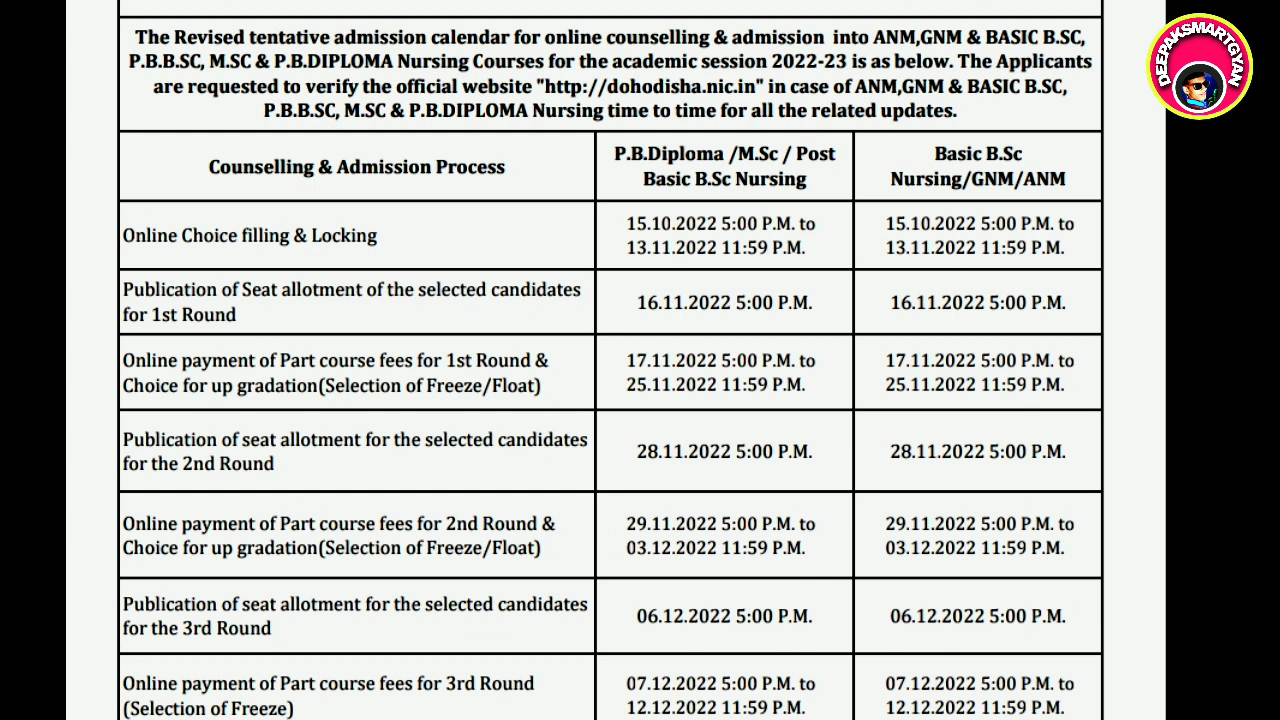 The Revised tentative admission calendar for online counselling & admission into ANM,GNM & BASIC B.SC,
P.B.B.SC, M.SC & P.B.DIPLOMA Nursing Courses for the academic session 2022-23 is as below. The Applicants
are requested to verify the official website "http://dohodisha.nic.in" in case of ANM,GNM & BASIC B.SC,
P.B.B.SC, M.SC & P.B.DIPLOMA Nursing time to time for all the related updates.
Counselling & Admission Process
P.B.Diploma /M.Sc / Post
Basic B.Sc Nursing
Basic B.Sc
Nursing/GNM/ANM
Online Choice filling & Locking
15.10.2022 5:00 P.M. to
13.11.2022 11:59 P.M.
15.10.2022 5:00 P.M. to
13.11.2022 11:59 P.M.
Publication of Seat allotment of the selected candidates
for 1st Round
16.11.2022 5:00 P.M.
16.11.2022 5:00 P.M.
Online payment of Part course fees for 1st Round &
Choice for up gradation(Selection of Freeze/Float)
17.11.2022 5:00 P.M. to
25.11.2022 11:59 P.M.
17.11.2022 5:00 P.M. to
25.11.2022 11:59 P.M.
Publication of seat allotment for the selected candidates
for the 2nd Round
28.11.2022 5:00 P.M.
28.11.2022 5:00 P.M.
Online payment of Part course fees for 2nd Round &
Choice for up gradation(Selection of Freeze/Float)
29.11.2022 5:00 P.M. to
03.12.2022 11:59 P.M.
29.11.2022 5:00 P.M. to
03.12.2022 11:59 P.M.
Publication of seat allotment for the selected candidates
for the 3rd Round
06.12.2022 5:00 P.M.
06.12.2022 5:00 P.M.
Online payment of Part course fees for 3rd Round
(Selection of Freeze)
07.12.2022 5:00 P.M. to
12.12.2022 11:59 P.M.
07.12.2022 5:00 P.M. to
12.12.2022 11:59 P.M.
DEEPAKSMARTGYAN